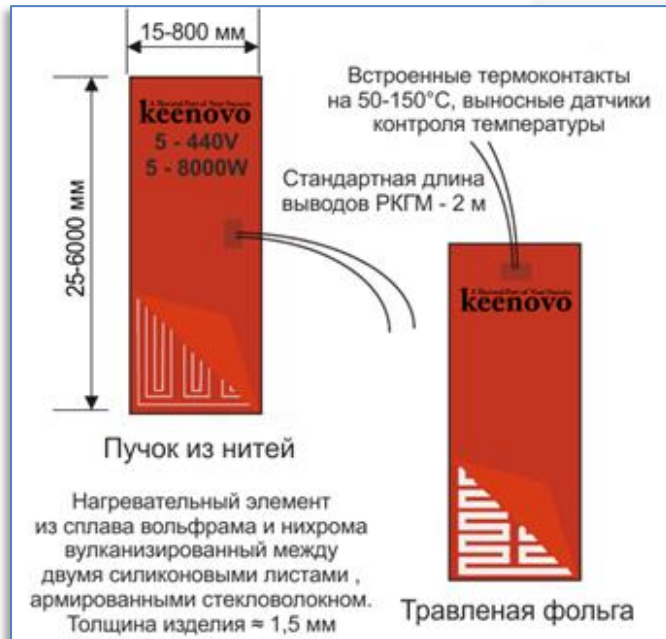 15-800 мм
25-6000 мм
keenovo
5 - 440V
5 - 8000W
Встроенные термоконтакты
на 50-150°C, выносные датчики
контроля температуры
Стандартная длина
выводов РКГМ - 2 м
keenovo
Пучок из нитей
Нагревательный элемент
из сплава вольфрама и нихрома
вулканизированный между
двумя силиконовыми листами ,
армированными стекловолокном.
Толщина изделия ≈ 1,5 мм
Травленая фольга